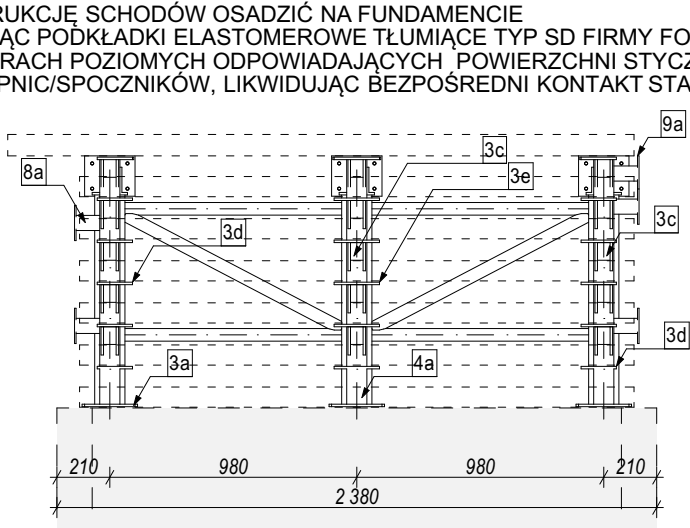 RUKCJĘ SCHODÓW OSADZIĆ NA FUNDAMENCIE
ĄC PODKŁADKI ELASTOMEROWE TŁUMIĄCE TYP SD FIRMY FO
RACH POZIOMYCH ODPOWIADAJĄCYCH POWIERZCHNI STYCZ
PNIC/SPOCZNIKÓW, LIKWIDUJĄC BEZPOŚREDNI KONTAKT STA
9a
3c
8a
3e
3d
3c
3a
4a
3d
210
980
980
210
2 380